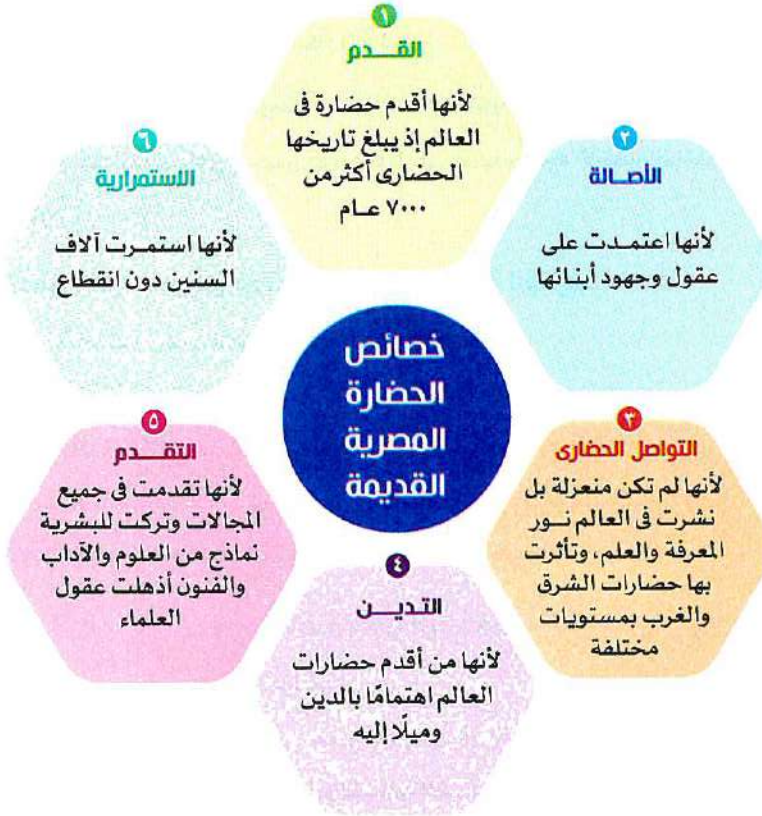 خصائص
الحضارة
المصرية
القديمة
١
القـــدم
لأنها أقدم حضارة فى
العالم إذ يبلغ تاريخها
الحضارى أكثر من
٧٠٠٠ عـام
٢
الأصــالة
لأنها اعتمـدت على
عقول وجهود أبنـائها
٣
التواصل الحضارى
لأنها لم تكن منعزلة بل
نشرت فى العالم نـور
المعرفة والعلم، وتأثرت
بها حضارات الشرق
والغرب بمستويات
مختلفة
٤
التديـــن
لأنها من أقدم حضارات
العالم اهتمامًا بالدين
وميلًا إليه
٥
التقـــدم
لأنها تقدمت فى جميع
المجالات وتركت للبشرية
نماذج من العلوم والآداب
والفنون أذهلت عقول
العلماء
٦
الاستمرارية
لأنها استمـرت آلاف
السنين دون انقطاع